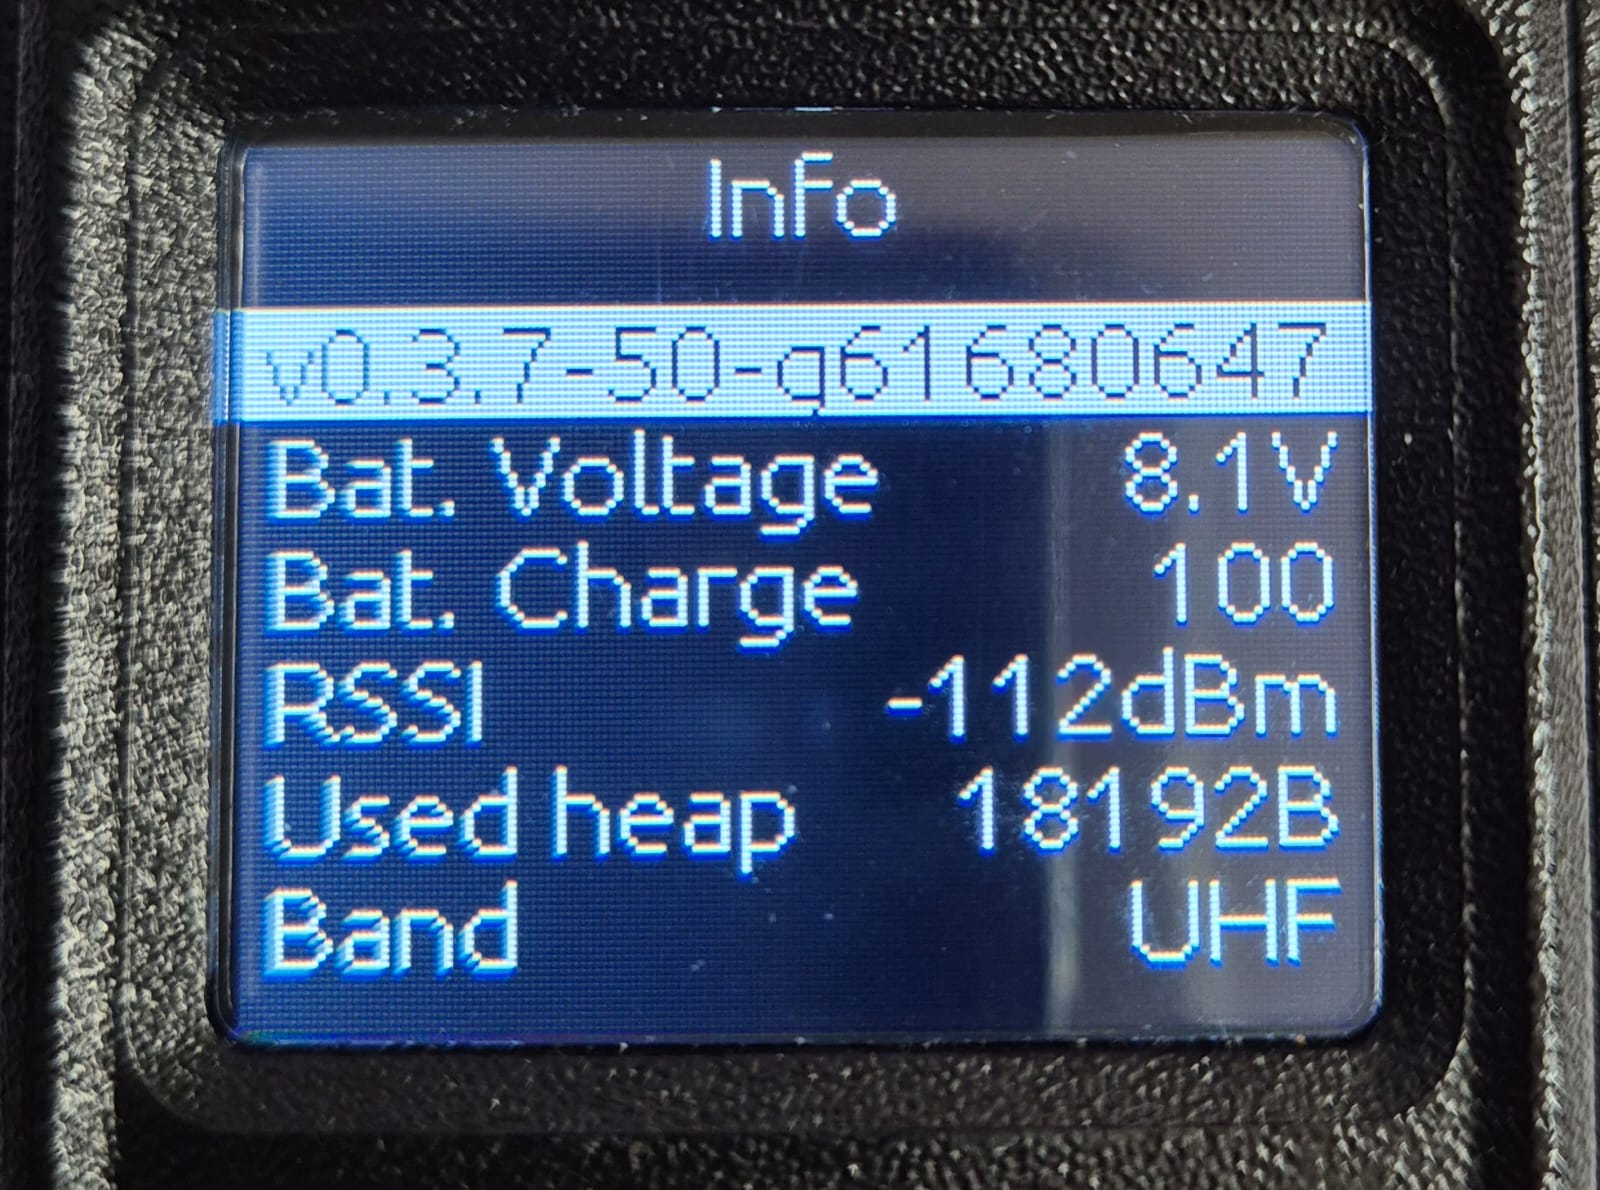 Info
v0.3.7-50-g61680647
Bat. Voltage 8.1V
Bat. Charge 100
RSSI -112dBm
Used heap 18192B
Band UHF